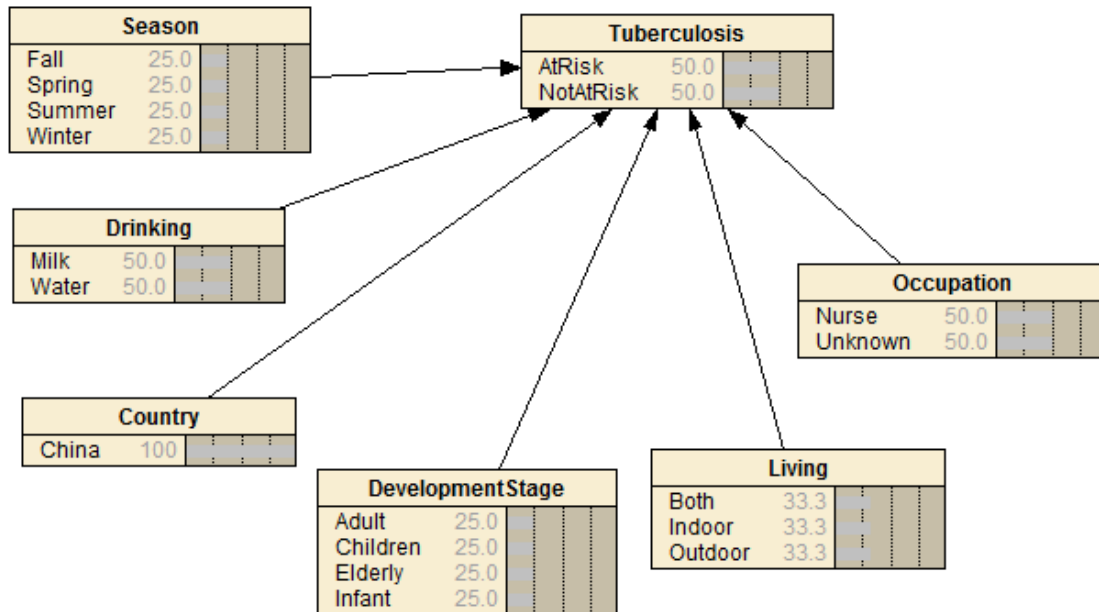 Season
Fall 25.0
Spring 25.0
Summer 25.0
Winter 25.0
Tuberculosis
AtRisk 50.0
NotAtRisk 50.0
Drinking
Milk 50.0
Water 50.0
Occupation
Nurse 50.0
Unknown 50.0
Country
China 100
DevelopmentStage
Adult 25.0
Children 25.0
Elderly 25.0
Infant 25.0
Living
Both 33.3
Indoor 33.3
Outdoor 33.3